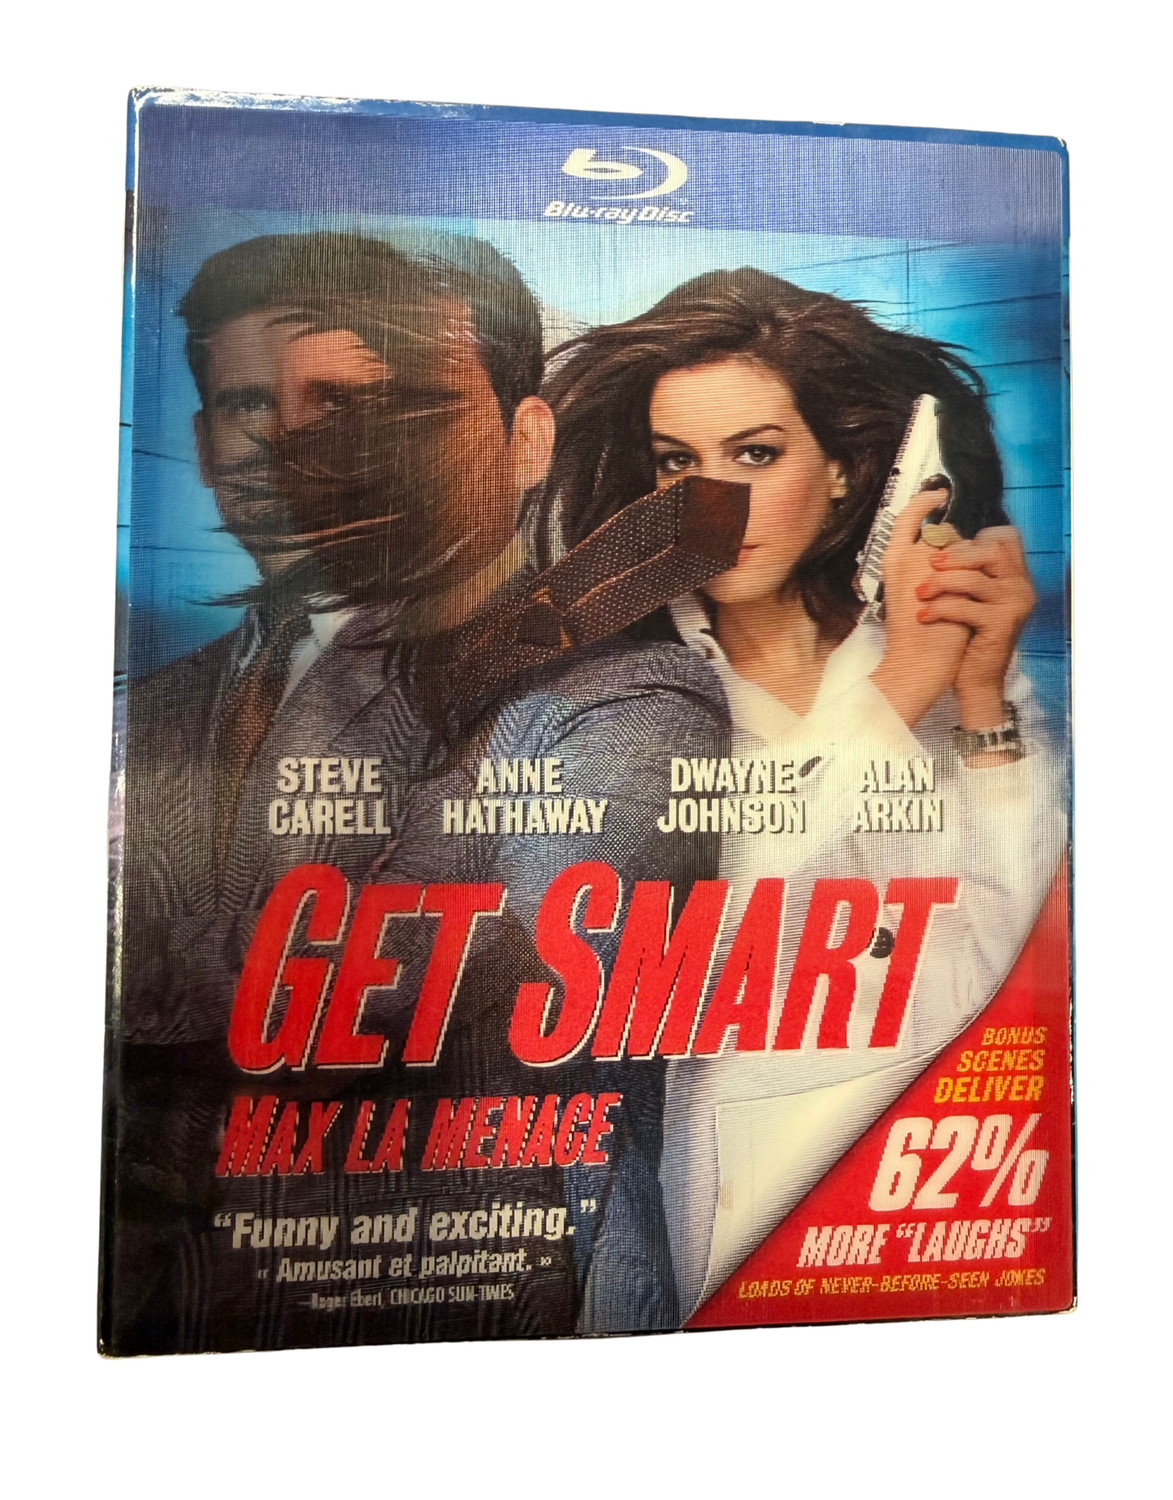 Blu-ray Disc
STEVE CARELL
ANNE HATHAWAY
DWAYNE JOHNSON
ALAN ARKIN
GET SMART
MAX LA MENACE
“Funny and exciting.”
« Amusant et palpitant. »
—Roger Ebert, CHICAGO SUN-TIMES
BONUS
SCENES
DELIVER
62%
MORE “LAUGHS”
LOADS OF NEVER-BEFORE-SEEN JOKES